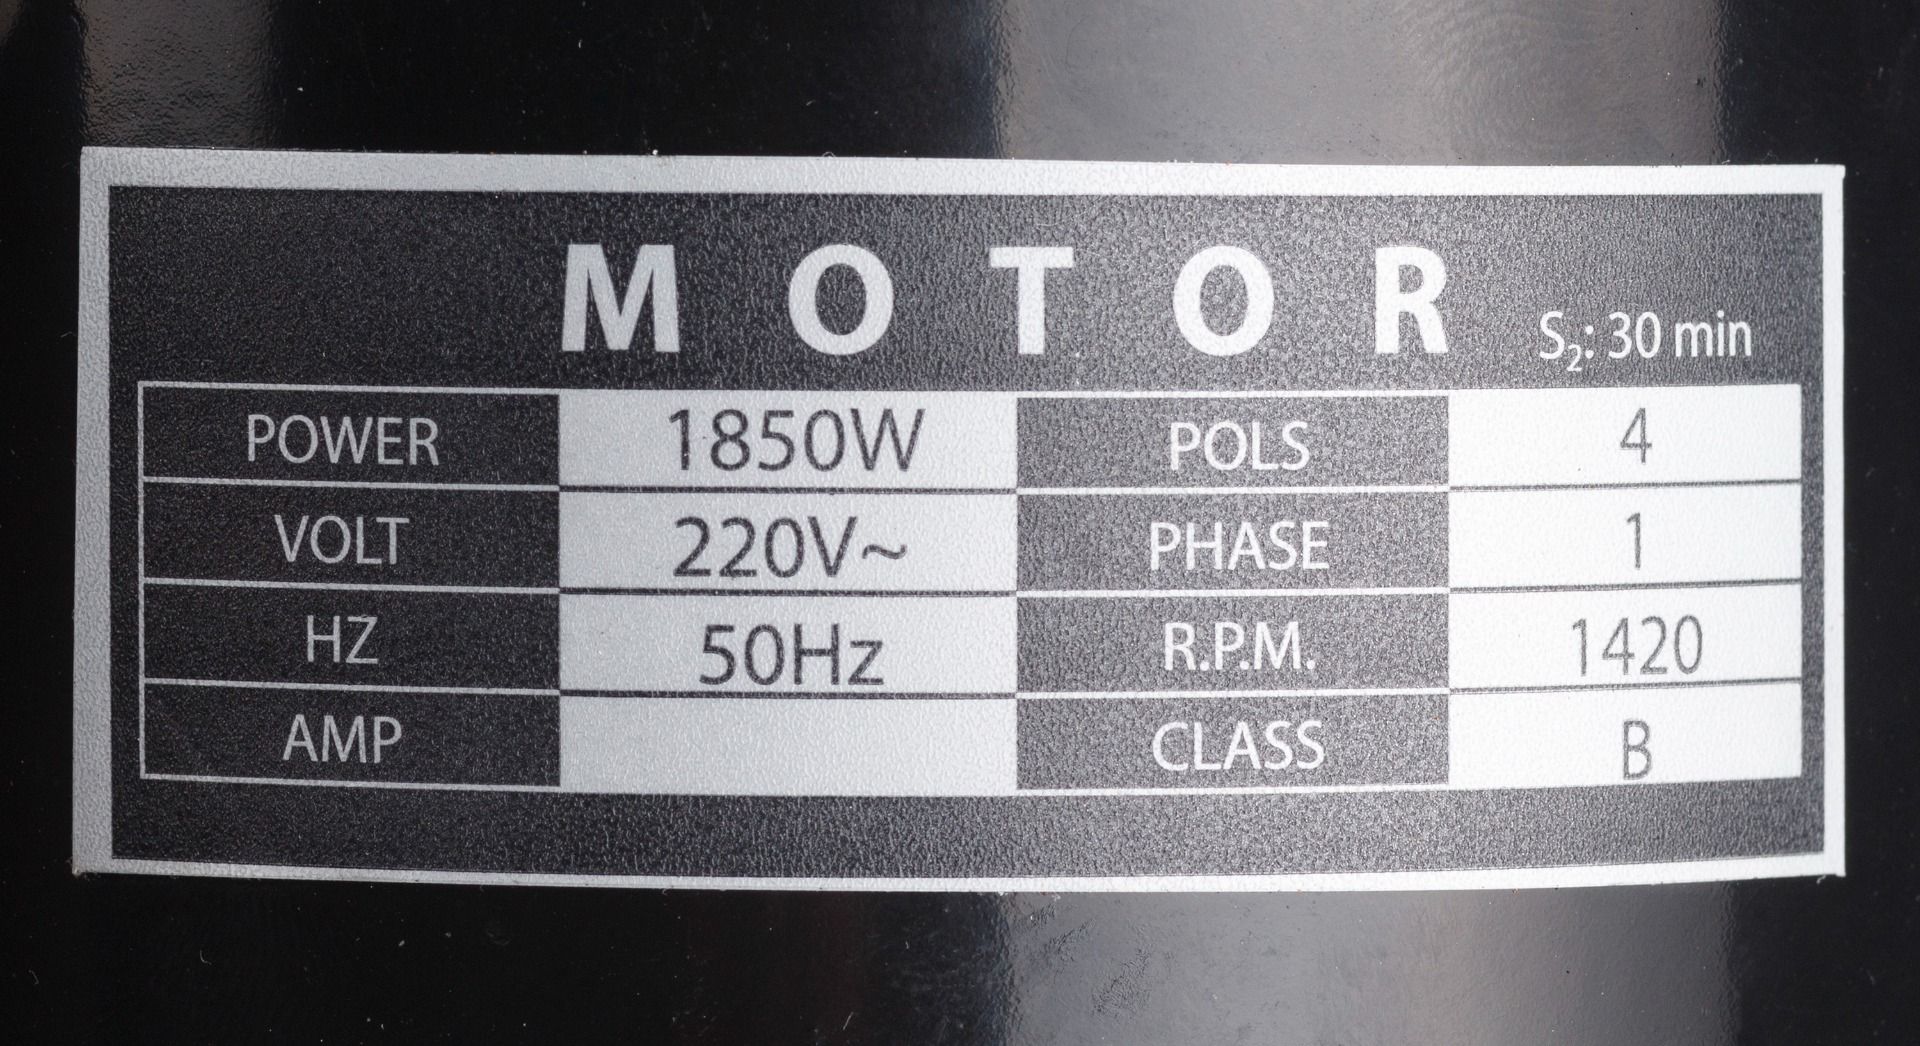 MOTOR S₂: 30 min
POWER 1850W POLS 4
VOLT 220V~ PHASE 1
HZ 50Hz R.P.M. 1420
AMP CLASS B